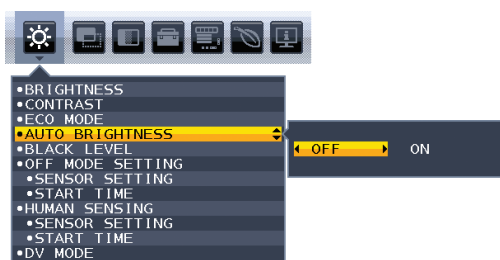 •BRIGHTNESS
•CONTRAST
•ECO MODE
•AUTO BRIGHTNESS
OFF ON
•BLACK LEVEL
•OFF MODE SETTING
•SENSOR SETTING
•START TIME
•HUMAN SENSING
•SENSOR SETTING
•START TIME
•DV MODE